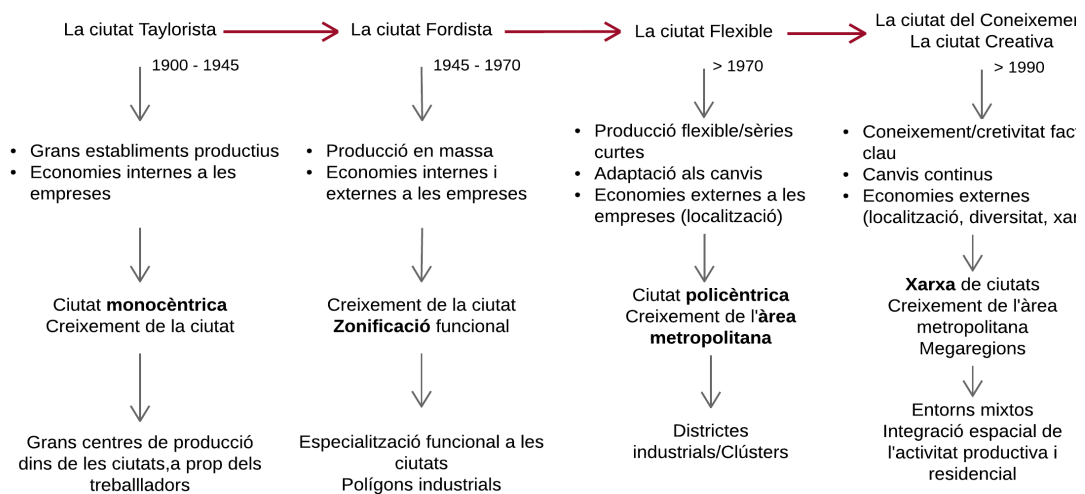 La ciutat Taylorista
1900 - 1945
• Grans establiments productius
• Economies internes a les
empreses
Ciutat monocèntrica
Creixement de la ciutat
Grans centres de producció
dins de les ciutats,a prop dels
treballladors
La ciutat Fordista
1945 - 1970
• Producció en massa
• Economies internes i
externes a les empreses
Creixement de la ciutat
Zonificació funcional
Especialització funcional a les
ciutats
Polígons industrials
La ciutat Flexible
> 1970
• Producció flexible/sèries
curtes
• Adaptació als canvis
• Economies externes a les
empreses (localització)
Ciutat policèntrica
Creixement de l'àrea
metropolitana
Districtes
industrials/Clústers
La ciutat del
La ciutat Creativa
> 1990
• Coneixement/cretivitat
clau
• Canvis continus
• Economies externes
(localització, diversitat,
Xarxa de ciutats
Creixement de l'àrea
metropolitana
Megaregions
Entorns mixtos
Integració espacial de
l'activitat productiva i
residencial